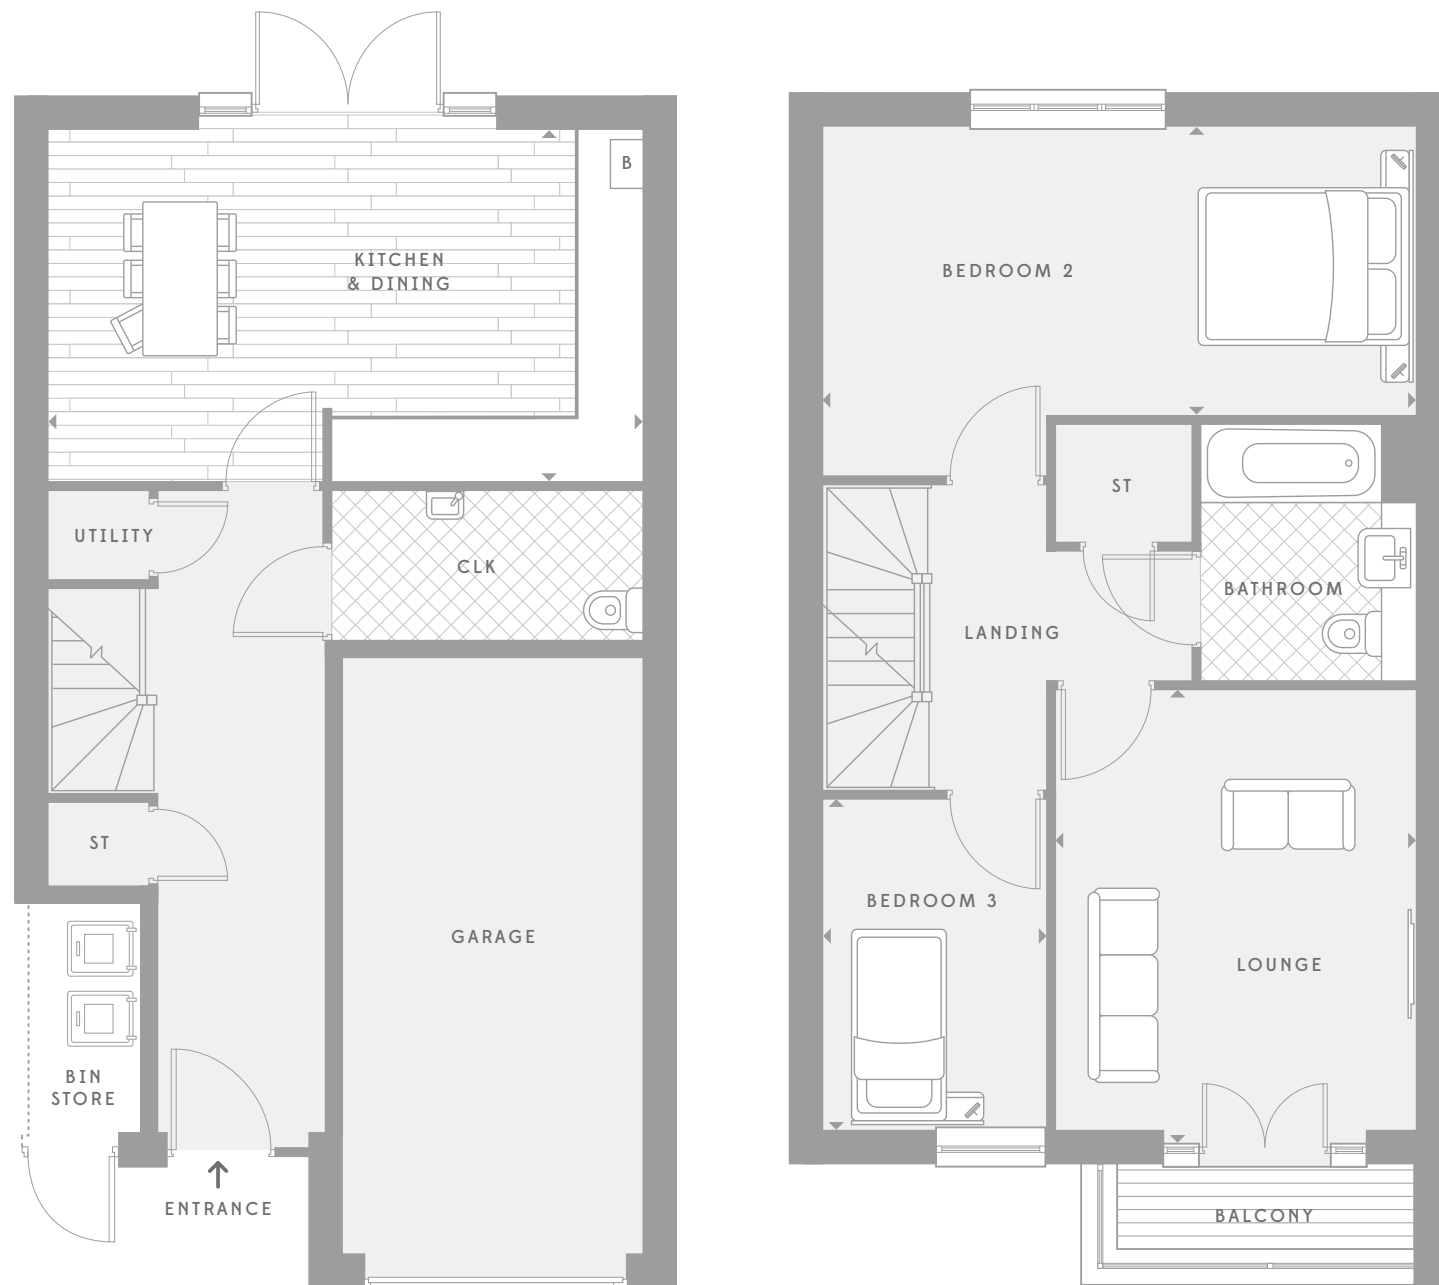 B
KITCHEN
& DINING
UTILITY
CLK
ST
GARAGE
BIN
STORE
ENTRANCE
BEDROOM 2
ST
BATHROOM
LANDING
BEDROOM 3
LOUNGE
BALCONY